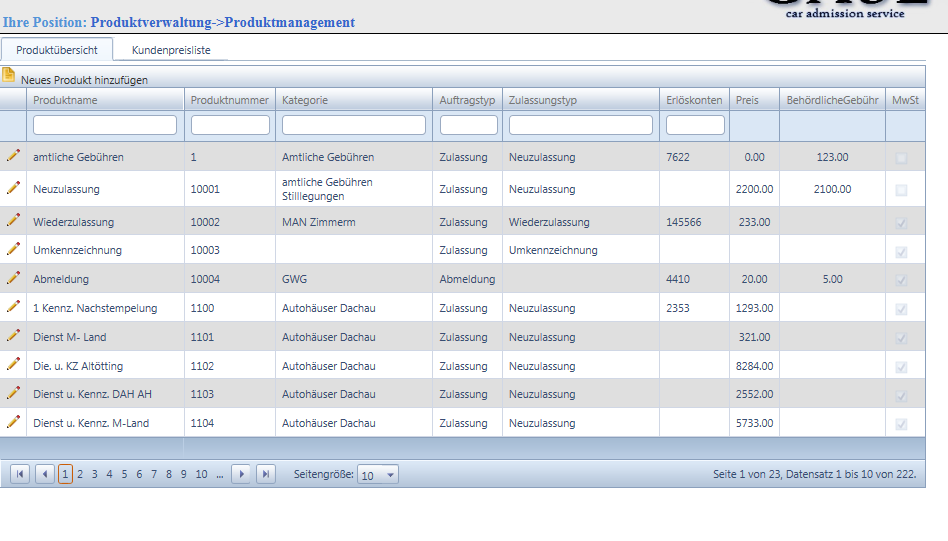 car admission service
Ihre Position: Produktverwaltung->Produktmanagement
Produktübersicht Kundenpreisliste
Neues Produkt hinzufügen
Produktname Produktnummer Kategorie Auftragstyp Zulassungstyp Erlöskonten Preis BehördlicheGebühr MwSt
amtliche Gebühren 1 Amtliche Gebühren Zulassung Neuzulassung 7622 0.00 123.00
Neuzulassung 10001 amtliche Gebühren Stilllegungen Zulassung Neuzulassung 2200.00 2100.00
Wiederzulassung 10002 MAN Zimmerm Zulassung Wiederzulassung 145566 233.00
Umkennzeichnung 10003 Zulassung Umkennzeichnung
Abmeldung 10004 GWG Abmeldung 4410 20.00 5.00
1 Kennz. Nachstempelung 1100 Autohäuser Dachau Zulassung Neuzulassung 2353 1293.00
Dienst M- Land 1101 Autohäuser Dachau Zulassung Neuzulassung 321.00
Die. u. KZ Altötting 1102 Autohäuser Dachau Zulassung Neuzulassung 8284.00
Dienst u. Kennz. DAH AH 1103 Autohäuser Dachau Zulassung Neuzulassung 2552.00
Dienst u. Kennz. M-Land 1104 Autohäuser Dachau Zulassung Neuzulassung 5733.00
1 2 3 4 5 6 7 8 9 10 ... Seitengröße: 10 Seite 1 von 23, Datensatz 1 bis 10 von 222.